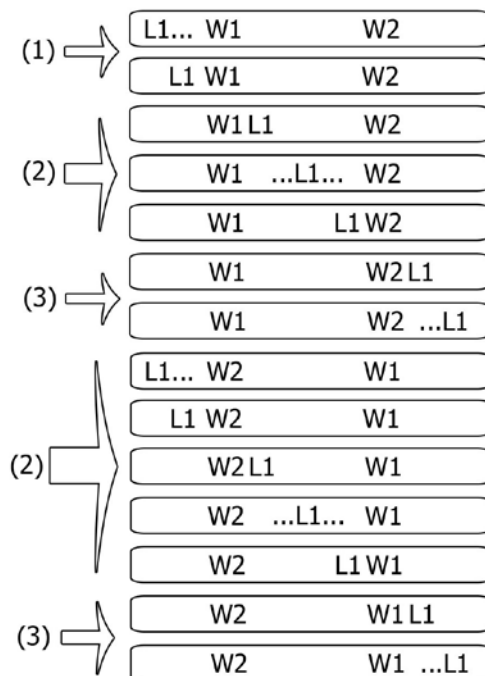 L1... W1 W2
(1)
L1 W1 W2
W1 L1 W2
(2) W1 ...L1... W2
W1 L1 W2
W1 W2 L1
(3)
W1 W2 ...L1
L1... W2 W1
L1 W2 W1
(2) W2 L1 W1
W2 ...L1... W1
W2 L1 W1
W2 W1 L1
(3)
W2 W1 ...L1